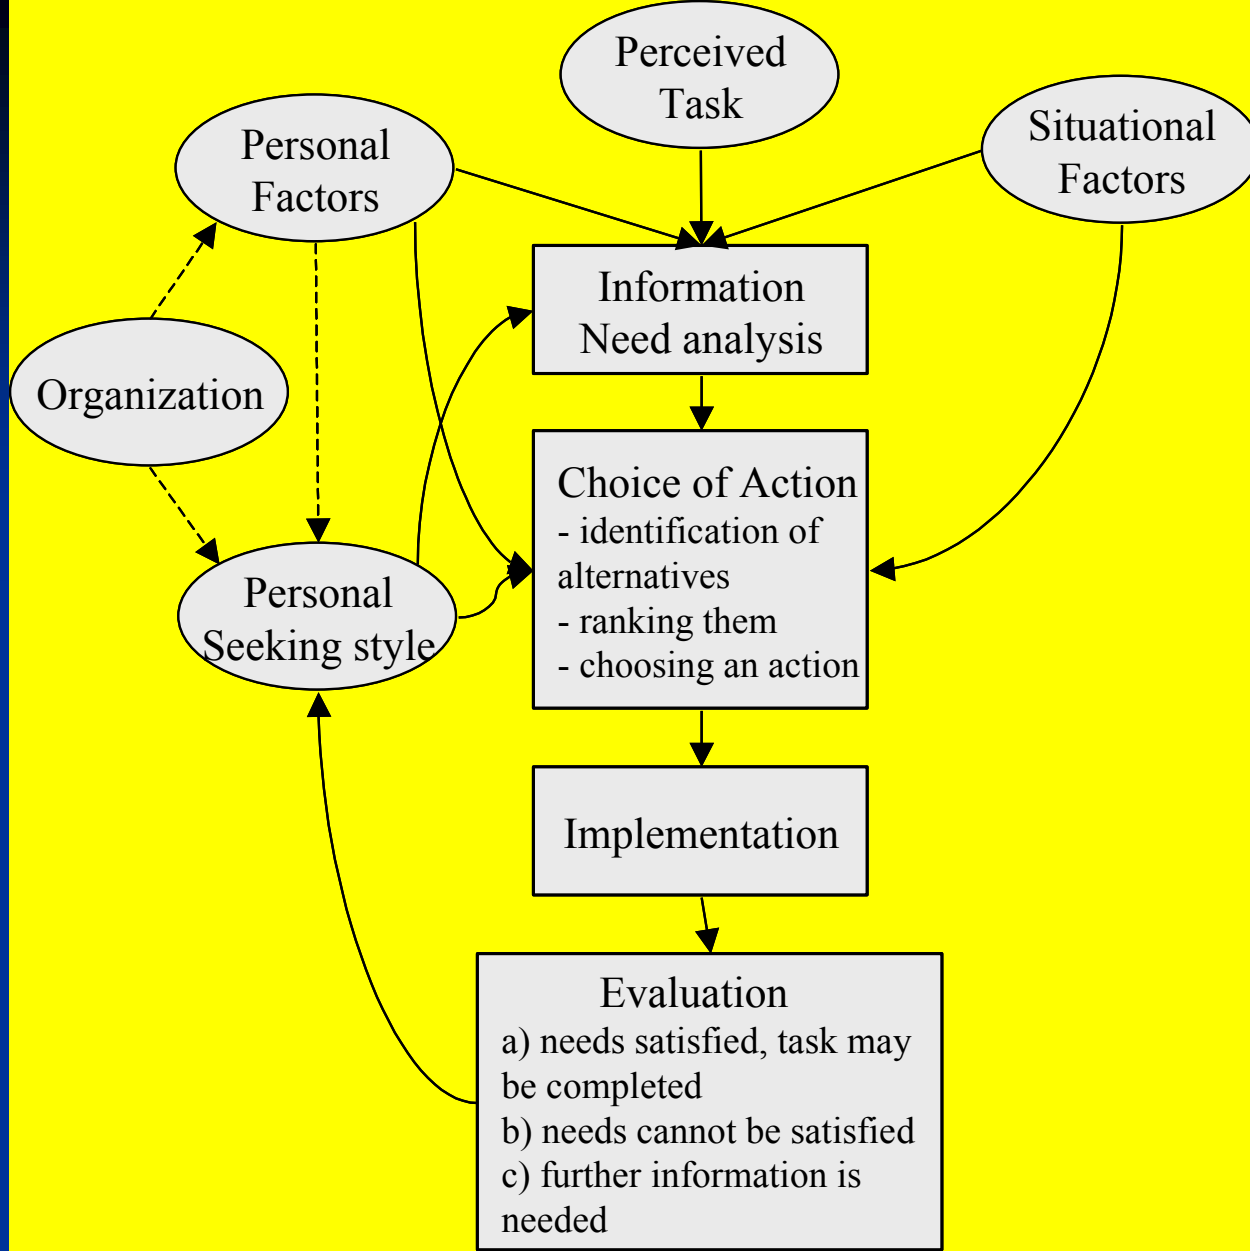 Perceived
Task
Personal
Factors
Situational
Factors
Information
Need analysis
Organization
Choice of Action
- identification of
alternatives
- ranking them
- choosing an action
Personal
Seeking style
Implementation
Evaluation
a) needs satisfied, task may
be completed
b) needs cannot be satisfied
c) further information is
needed